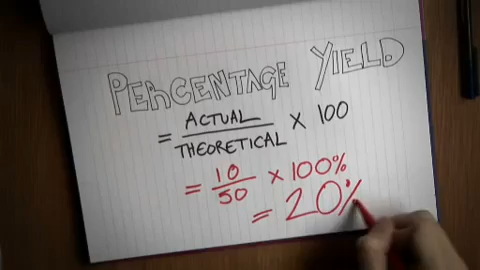 PERCENTAGE YIELD
= ACTUAL / THEORETICAL × 100
= 10 / 50 × 100%
= 20%